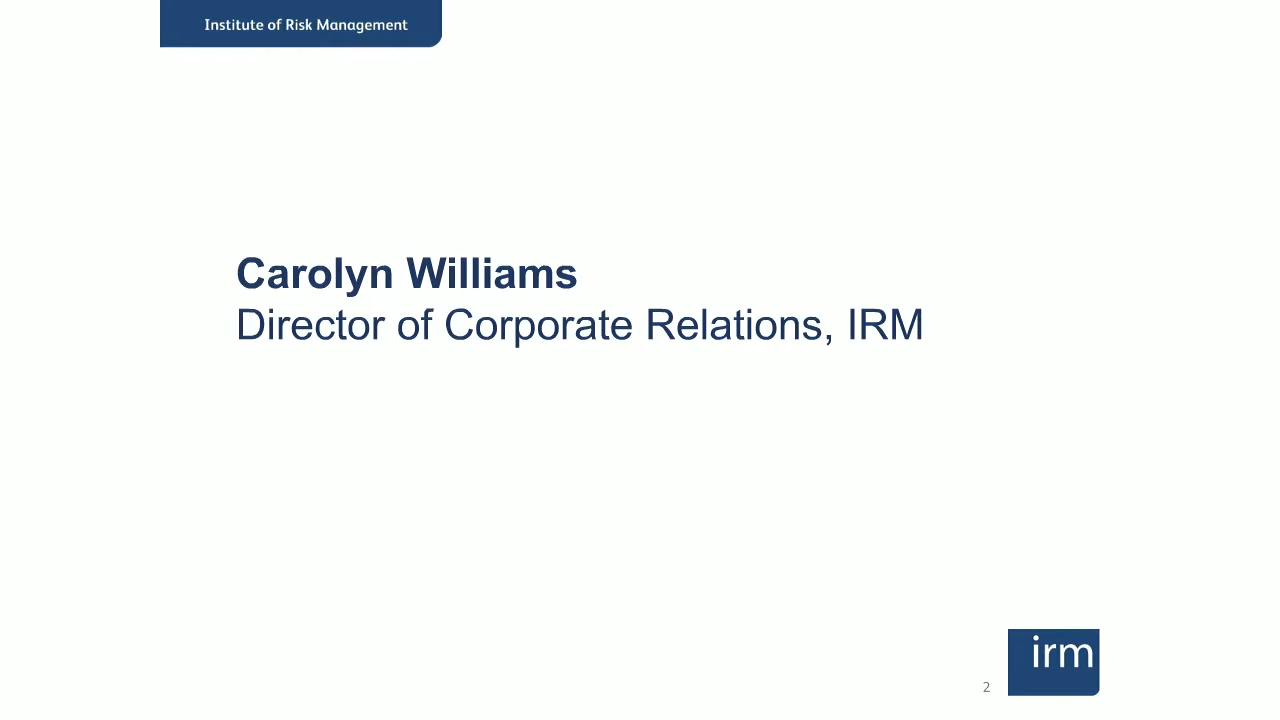 Institute of Risk Management
Carolyn Williams
Director of Corporate Relations, IRM
irm
2